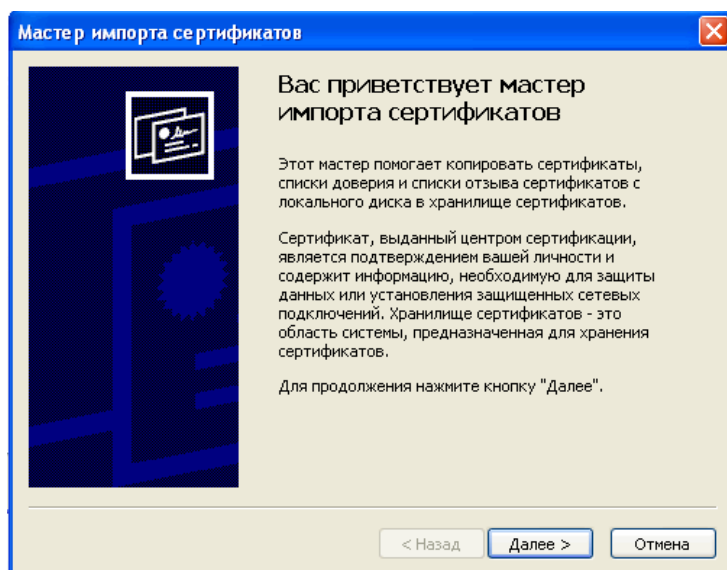 Мастер импорта сертификатов
Вас приветствует мастер
импорта сертификатов
Этот мастер помогает копировать сертификаты,
списки доверия и списки отзыва сертификатов с
локального диска в хранилище сертификатов.
Сертификат, выданный центром сертификации,
является подтверждением вашей личности и
содержит информацию, необходимую для защиты
данных или установления защищенных сетевых
подключений. Хранилище сертификатов - это
область системы, предназначенная для хранения
сертификатов.
Для продолжения нажмите кнопку "Далее".
< Назад
Далее >
Отмена